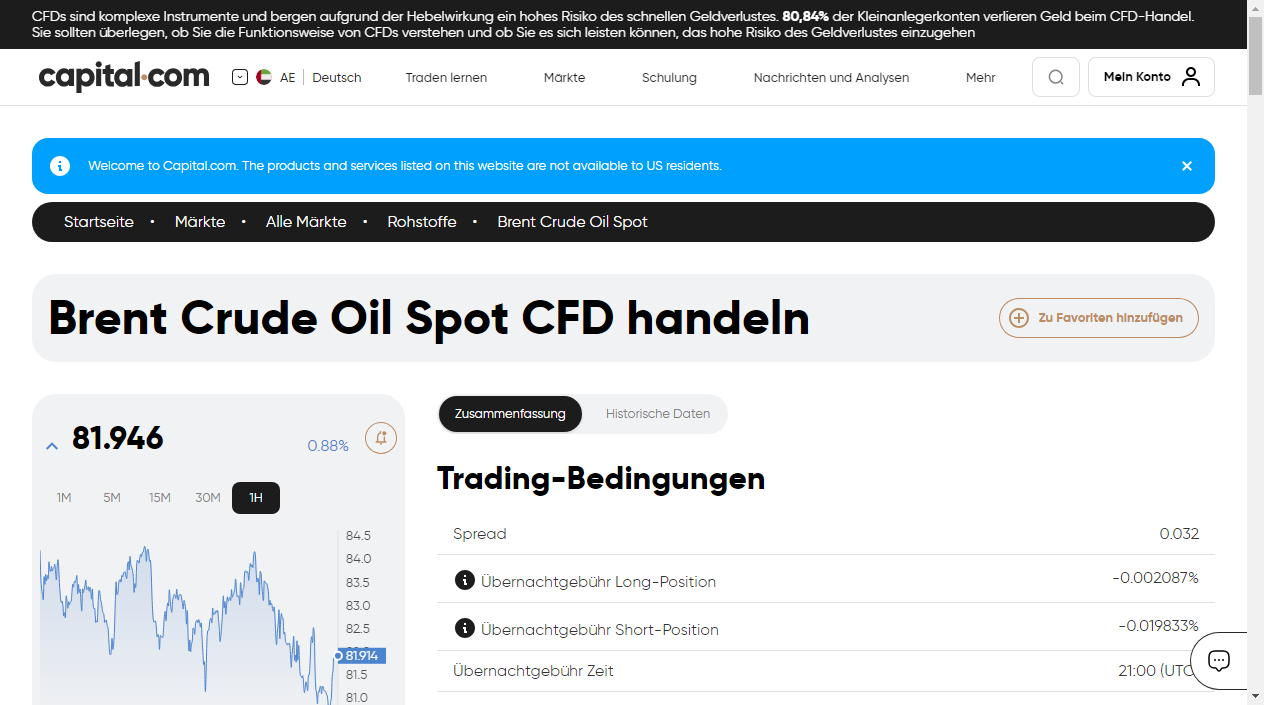 CFDs sind komplexe Instrumente und bergen aufgrund der Hebelwirkung ein hohes Risiko des schnellen Geldverlustes. 80,84% der Kleinanlegerkonten verlieren Geld beim CFD-Handel.
Sie sollten überlegen, ob Sie die Funktionsweise von CFDs verstehen und ob Sie es sich leisten können, das hohe Risiko des Geldverlustes einzugehen
capital.com AE Deutsch Traden lernen Märkte Schulung Nachrichten und Analysen Mehr Mein Konto
Welcome to Capital.com. The products and services listed on this website are not available to US residents.
Startseite • Märkte • Alle Märkte • Rohstoffe • Brent Crude Oil Spot
Brent Crude Oil Spot CFD handeln
Zu Favoriten hinzufügen
81.946
0.88%
1M 5M 15M 30M 1H
84.5
84.0
83.5
83.0
82.5
81.914
81.5
81.0
Zusammenfassung Historische Daten
Trading-Bedingungen
Spread 0.032
Übernachtgebühr Long-Position -0.002087%
Übernachtgebühr Short-Position -0.019833%
Übernachtgebühr Zeit 21:00 (UTC